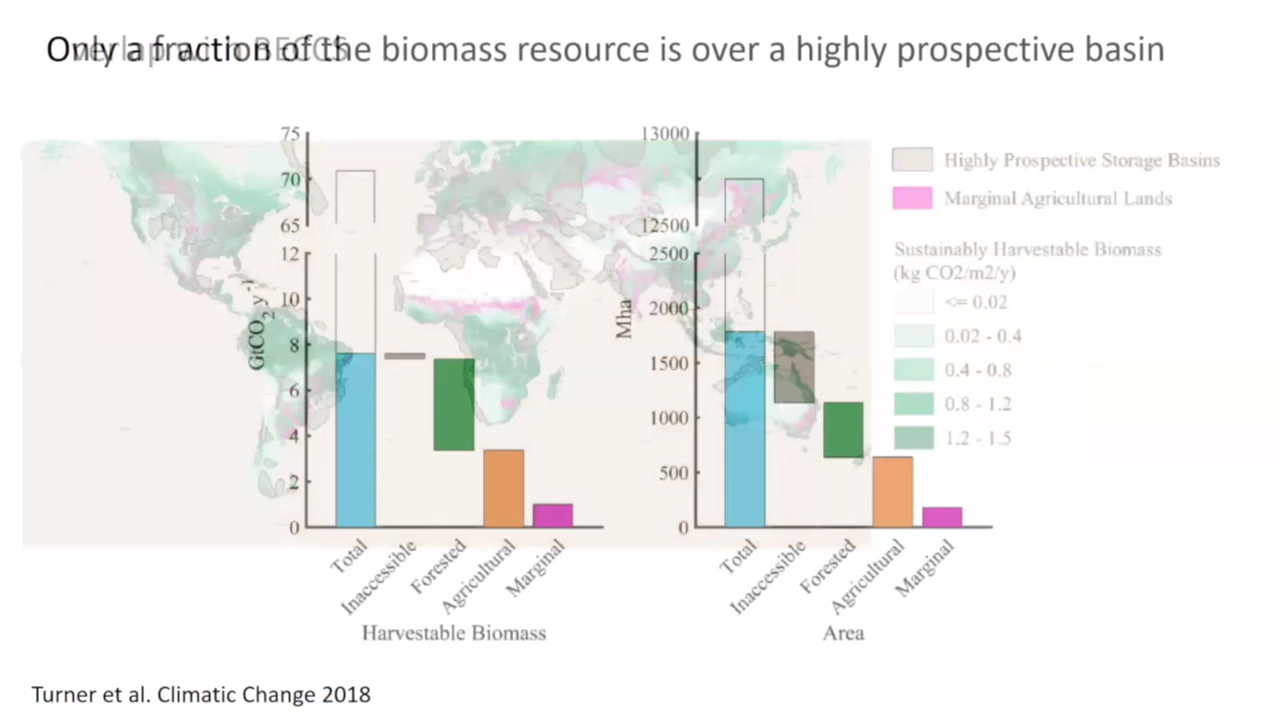 Only a fraction of the biomass resource is over a highly prospective basin
Overlap with BECCS
75
70
65
12
10
8
6
4
2
0
GtCO2 y-1
Total
Inaccessible
Forested
Agricultural
Marginal
Harvestable Biomass
13000
12500
2500
2000
1500
1000
500
0
Mha
Total
Inaccessible
Forested
Agricultural
Marginal
Area
Highly Prospective Storage Basins
Marginal Agricultural Lands
Sustainably Harvestable Biomass
(kg CO2/m2/y)
<= 0.02
0.02 - 0.4
0.4 - 0.8
0.8 - 1.2
1.2 - 1.5
Turner et al. Climatic Change 2018